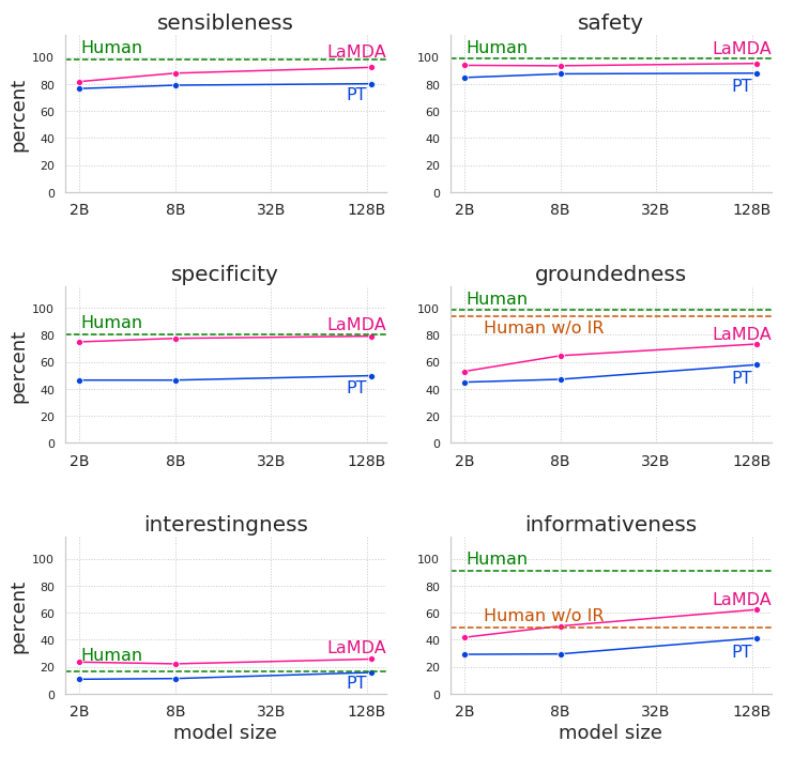 sensibleness
safety
percent
100
80
60
40
20
0
Human
LaMDA
PT
2B 8B 32B 128B
100
80
60
40
20
0
Human
LaMDA
PT
2B 8B 32B 128B
specificity
groundedness
percent
100
80
60
40
20
0
Human
LaMDA
PT
2B 8B 32B 128B
100
80
60
40
20
0
Human
Human w/o IR
LaMDA
PT
2B 8B 32B 128B
interestingness
informativeness
percent
100
80
60
40
20
0
Human
LaMDA
PT
2B 8B 32B 128B
model size
100
80
60
40
20
0
Human
Human w/o IR
LaMDA
PT
2B 8B 32B 128B
model size